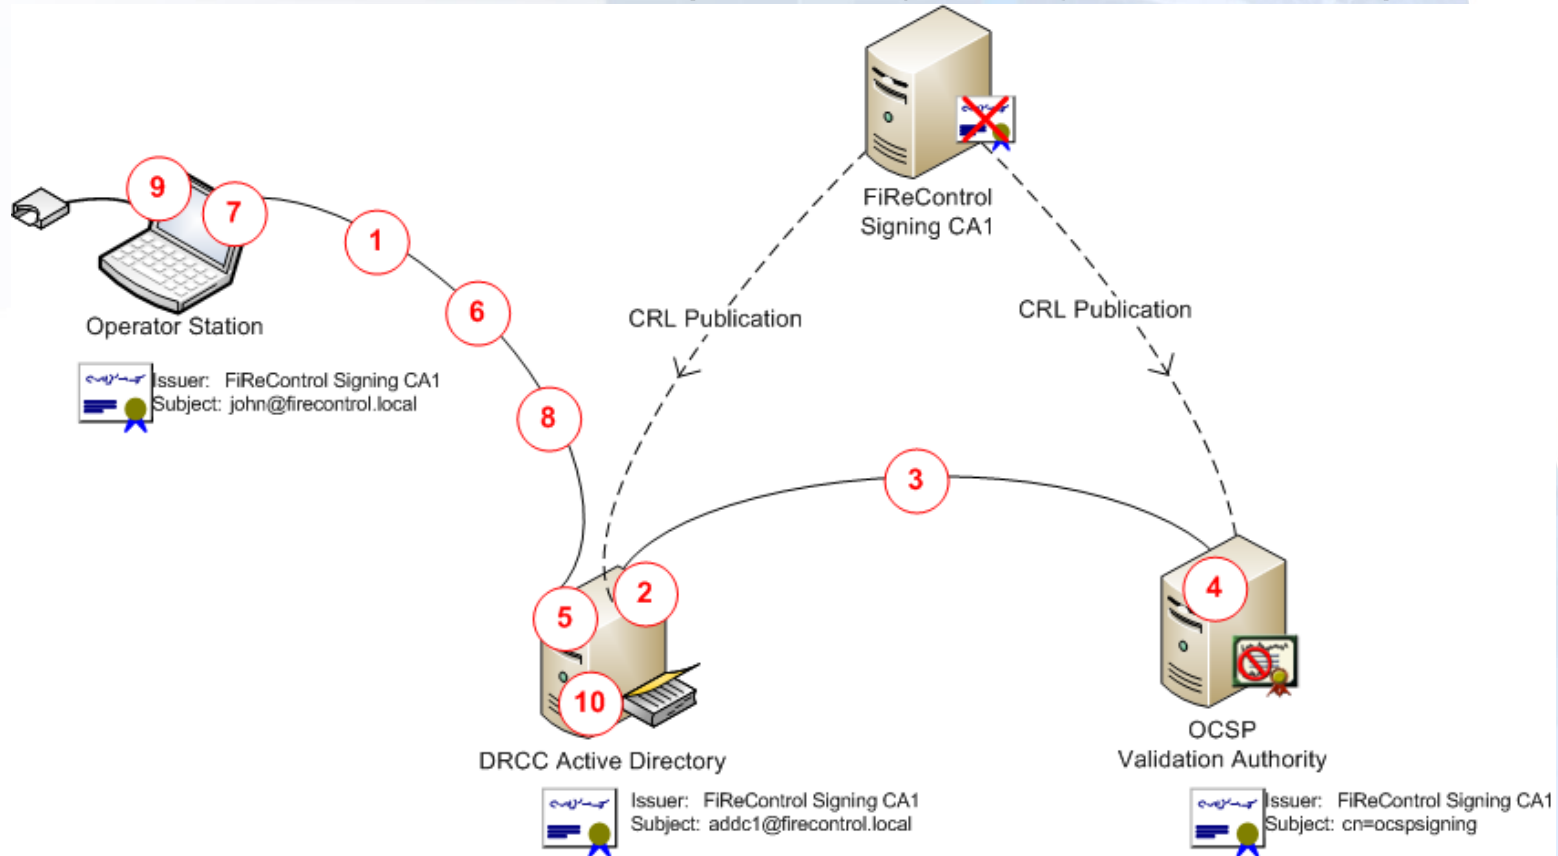 FiReControl
Signing CA1
9
7
1
6
8
CRL Publication
CRL Publication
Operator Station
Issuer: FiReControl Signing CA1
Subject: john@firecontrol.local
3
2
5
10
4
DRCC Active Directory
Issuer: FiReControl Signing CA1
Subject: addc1@firecontrol.local
OCSP
Validation Authority
Issuer: FiReControl Signing CA1
Subject: cn=ocspsigning